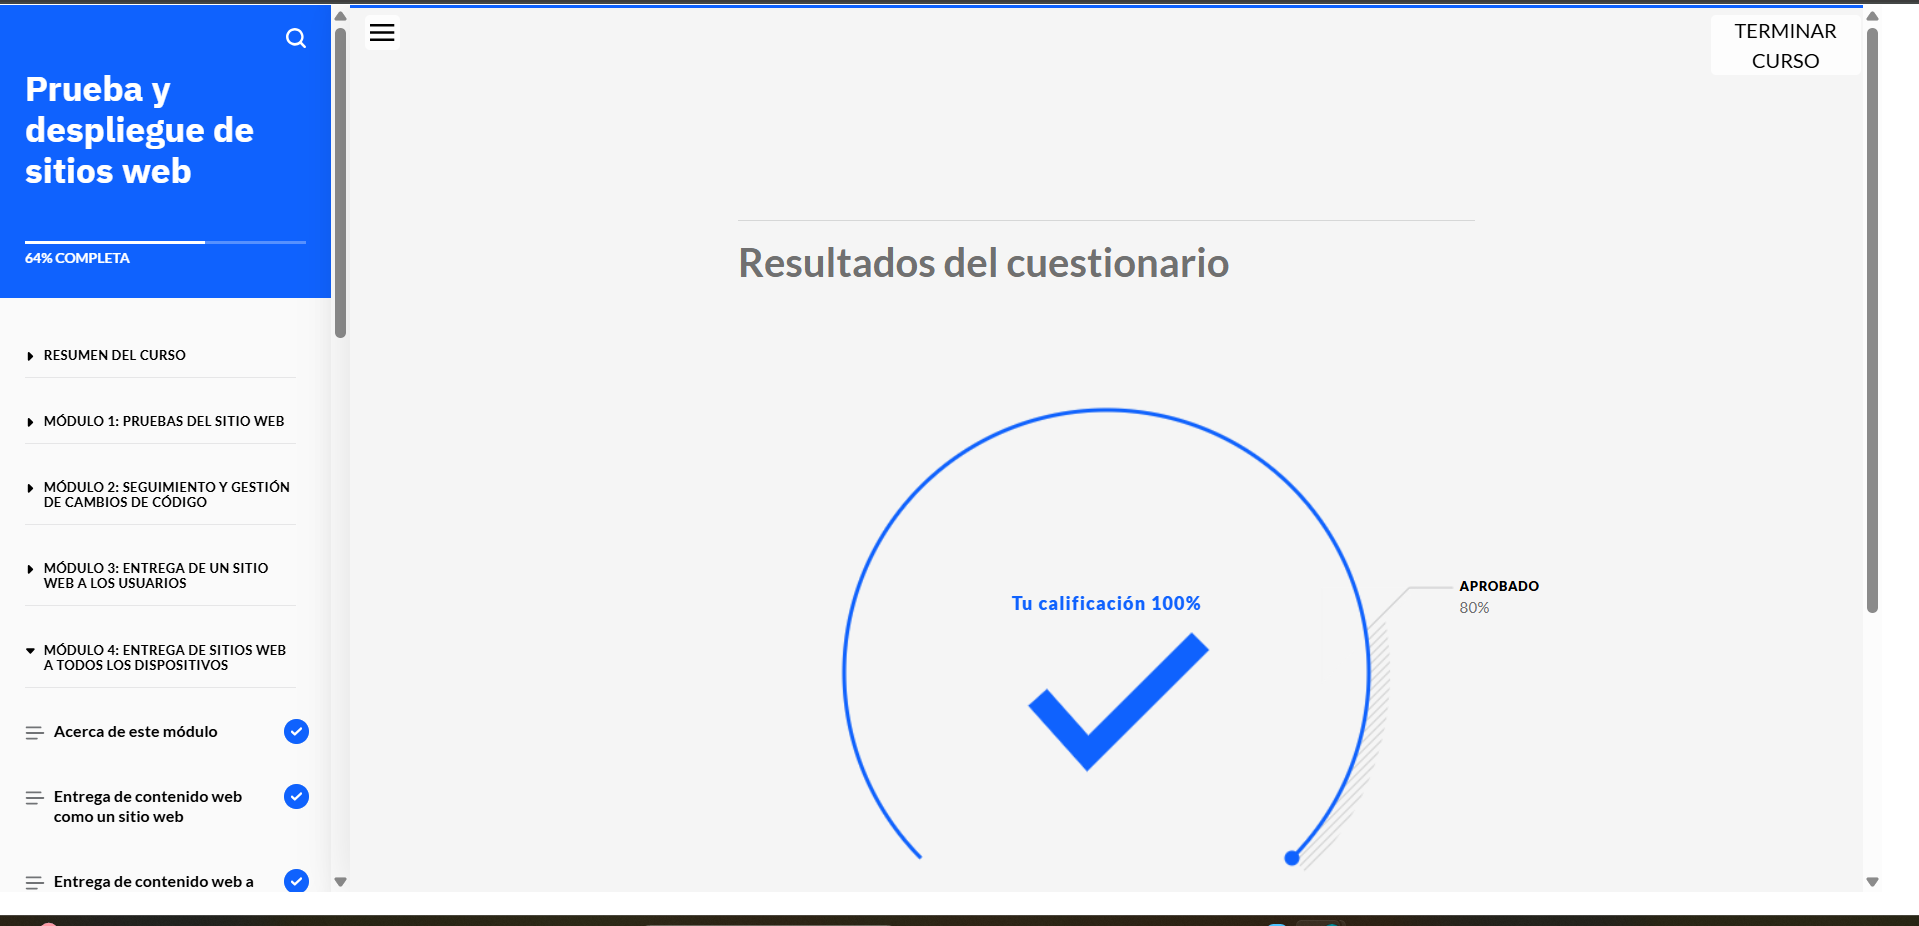 Prueba y
despliegue de
sitios web
64% COMPLETA
RESUMEN DEL CURSO
MÓDULO 1: PRUEBAS DEL SITIO WEB
MÓDULO 2: SEGUIMIENTO Y GESTIÓN
DE CAMBIOS DE CÓDIGO
MÓDULO 3: ENTREGA DE UN SITIO
WEB A LOS USUARIOS
MÓDULO 4: ENTREGA DE SITIOS WEB
A TODOS LOS DISPOSITIVOS
Acerca de este módulo
Entrega de contenido web
como un sitio web
Entrega de contenido web a
TERMINAR
CURSO
Resultados del cuestionario
Tu calificación 100%
APROBADO
80%